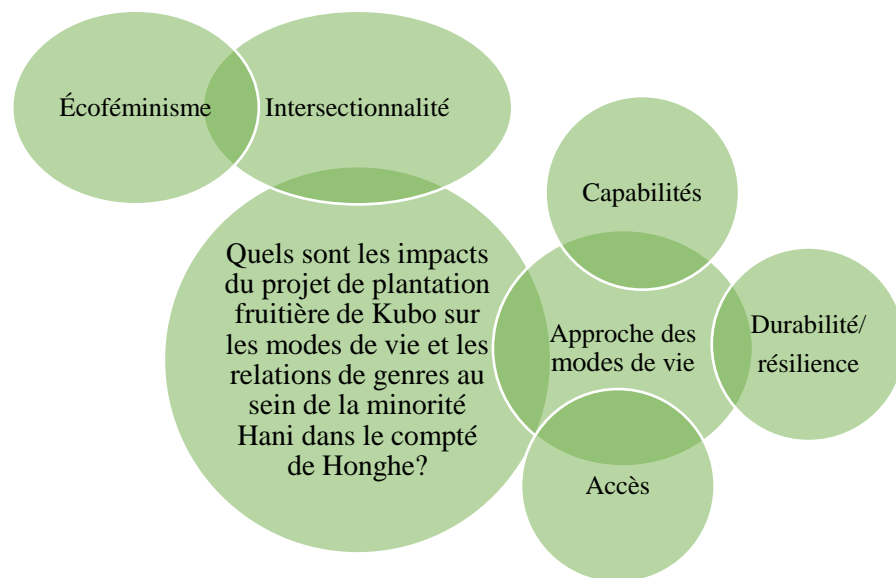 Écoféminisme
Intersectionnalité
Capabilités
Quels sont les impacts
du projet de plantation
fruitière de Kubo sur
les modes de vie et les
relations de genres au
sein de la minorité
Hani dans le compté
de Honghe?
Approche des
modes de vie
Durabilité/
résilience
Accès